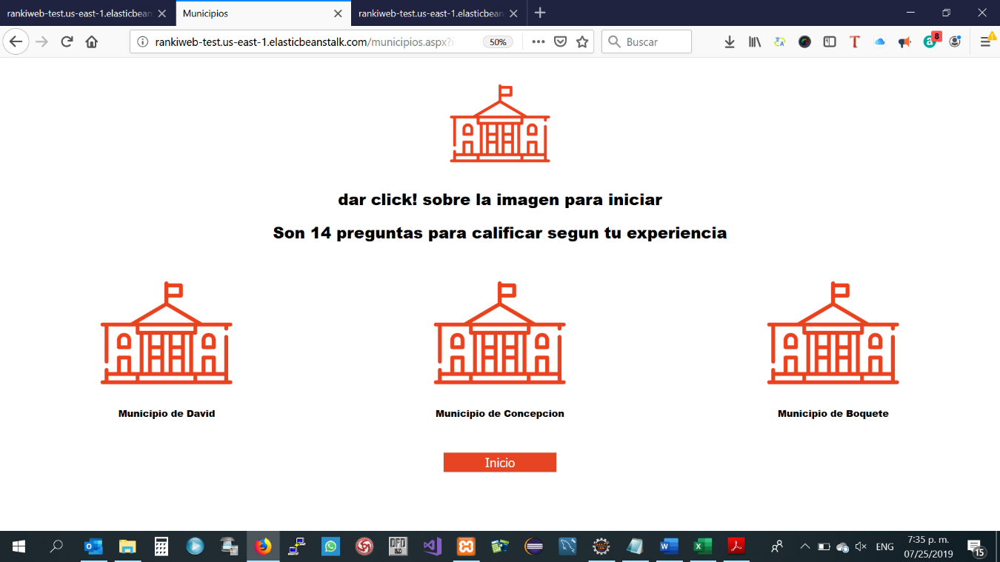 rankiweb-test.us-east-1.elasticbean
Municipios
rankiweb-test.us-east-1.elasticbean
rankiweb-test.us-east-1.elasticbeanstalk.com/municipios.aspx?i
50%
Buscar
8
dar click! sobre la imagen para iniciar
Son 14 preguntas para calificar segun tu experiencia
Municipio de David
Municipio de Concepcion
Municipio de Boquete
Inicio
ENG
7:35 p. m.
07/25/2019
15